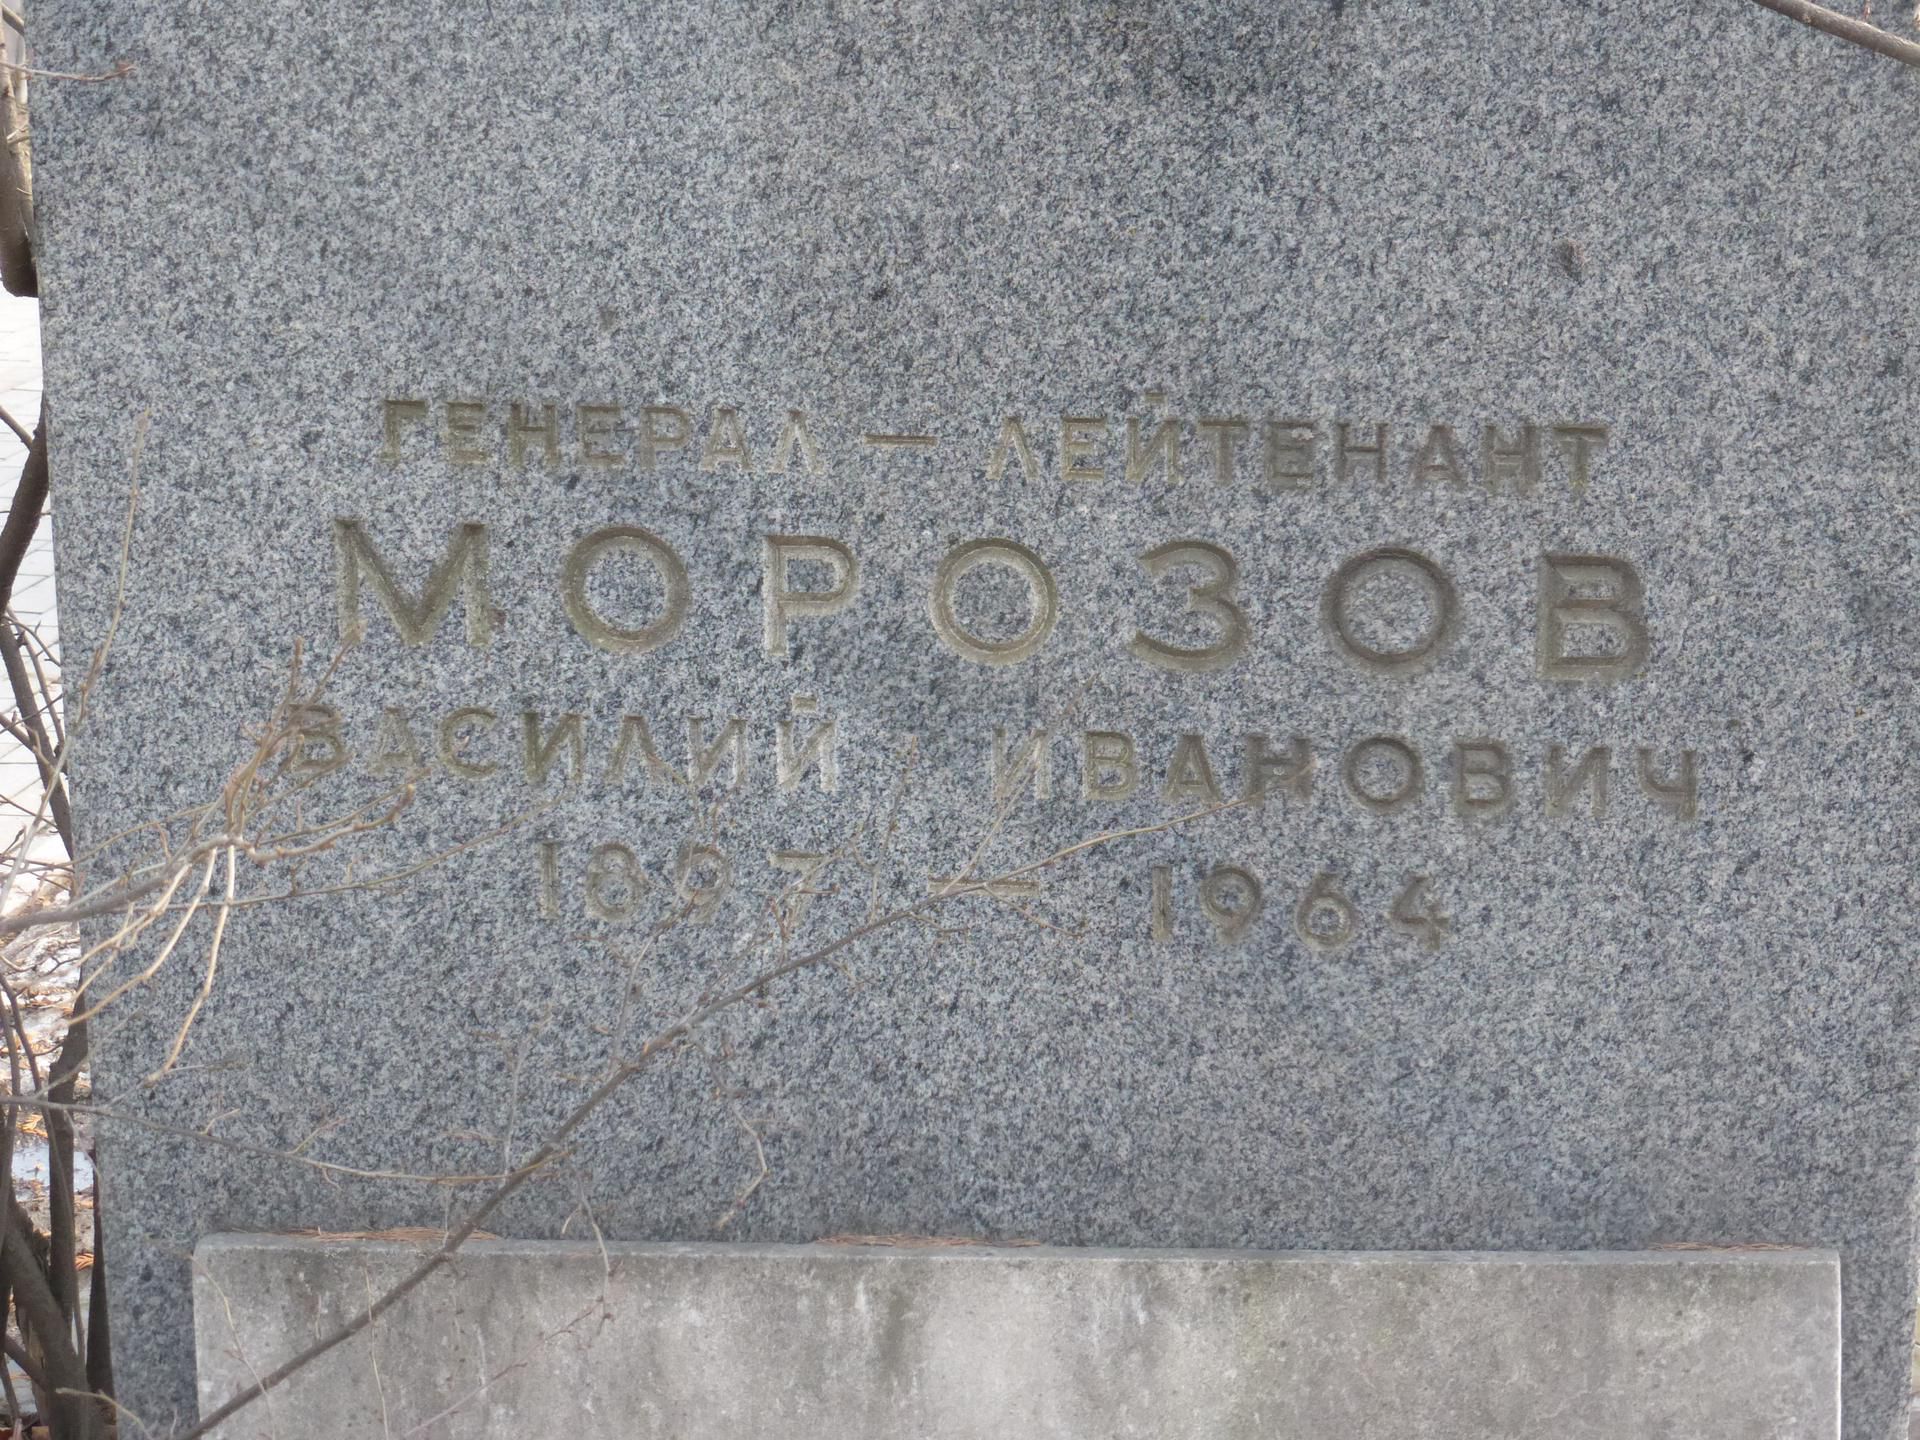 ГЕНЕРАЛ — ЛЕЙТЕНАНТ
МОРОЗОВ
ВАСИЛИЙ ИВАНОВИЧ
1897 — 1964